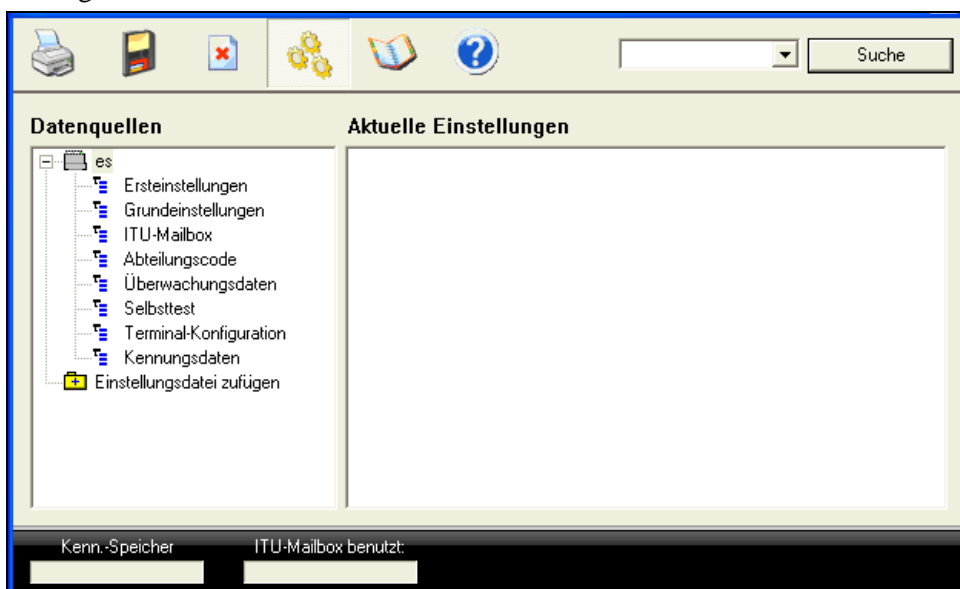 Suche
Datenquellen
Aktuelle Einstellungen
es
Ersteinstellungen
Grundeinstellungen
ITU-Mailbox
Abteilungscode
Überwachungsdaten
Selbsttest
Terminal-Konfiguration
Kennungsdaten
Einstellungsdatei zufügen
Kenn.-Speicher
ITU-Mailbox benutzt: